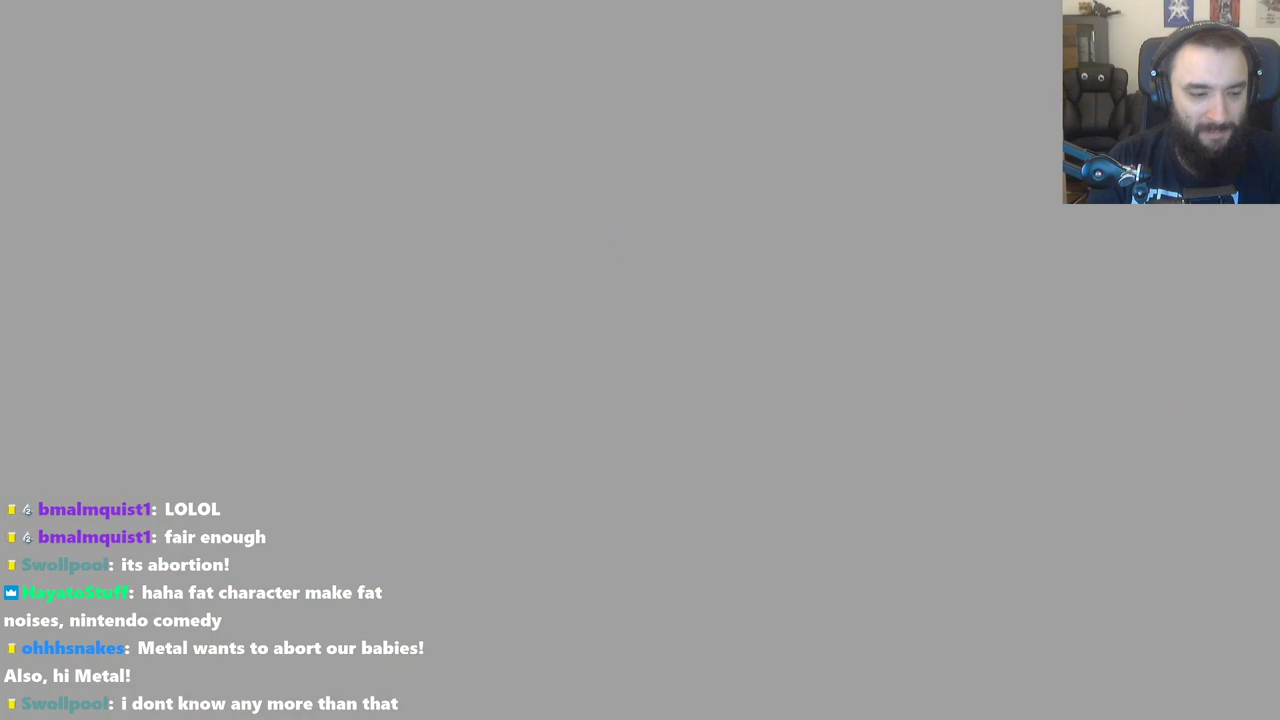 bmalmquist1: LOLOL
bmalmquist1: fair enough
Swollpool: its abortion!
HayatoStuff: haha fat character make fat
noises, nintendo comedy
ohhhsnakes: Metal wants to abort our babies!
Also, hi Metal!
Swollpool: i dont know any more than that